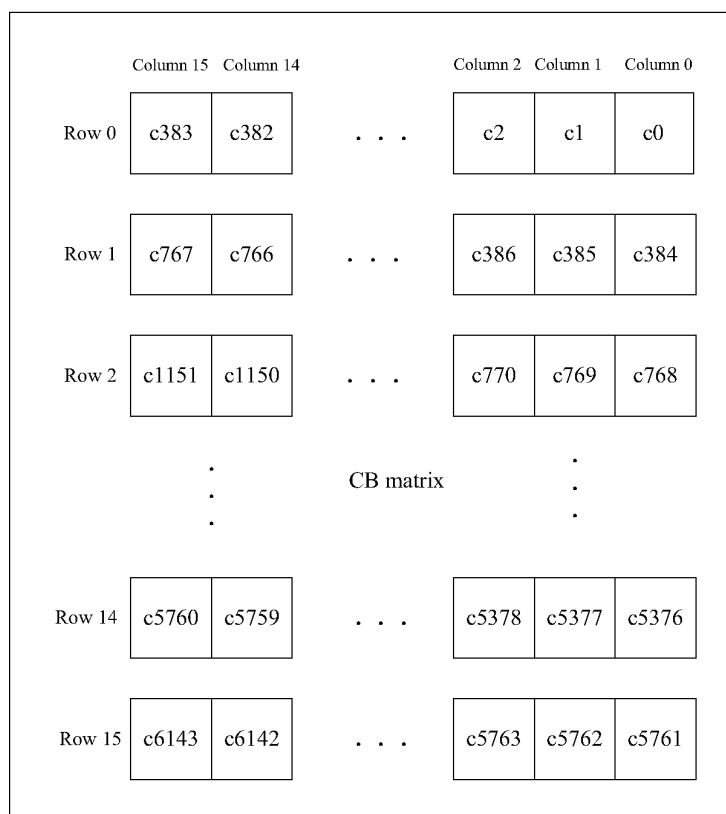 Column 15 Column 14 Column 2 Column 1 Column 0
Row 0 c383 c382 . . . c2 c1 c0
Row 1 c767 c766 . . . c386 c385 c384
Row 2 c1151 c1150 . . . c770 c769 c768
CB matrix
Row 14 c5760 c5759 . . . c5378 c5377 c5376
Row 15 c6143 c6142 . . . c5763 c5762 c5761